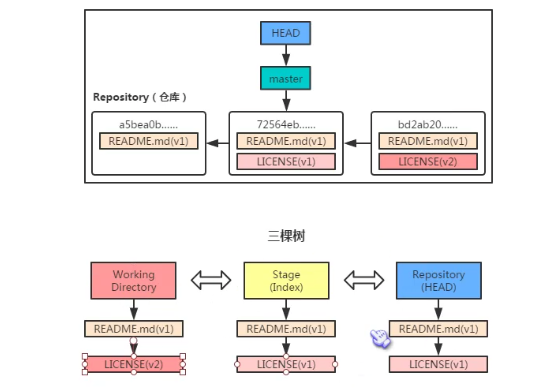 HEAD
master
Repository（仓库）
a5bea0b......
72564eb......
bd2ab20......
README.md(v1)
README.md(v1)
README.md(v1)
LICENSE(v1)
LICENSE(v2)
三棵树
Working
Directory
Stage
(Index)
Repository
(HEAD)
README.md(v1)
README.md(v1)
README.md(v1)
LICENSE(v2)
LICENSE(v1)
LICENSE(v1)